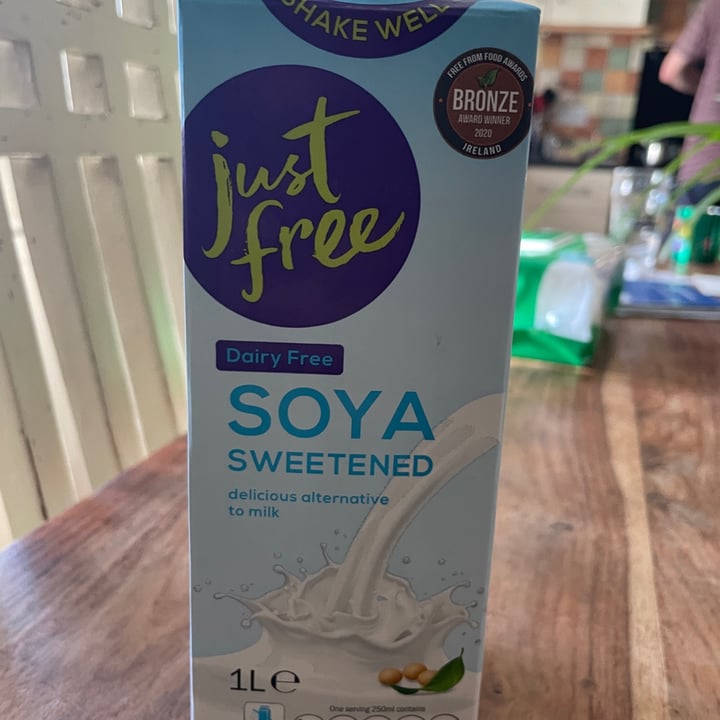 SHAKE WELL
just
free
FREE FROM FOOD AWARDS
BRONZE
AWARD WINNER
2020
IRELAND
Dairy Free
SOYA
SWEETENED
delicious alternative
to milk
1L℮
One serving 250ml contains